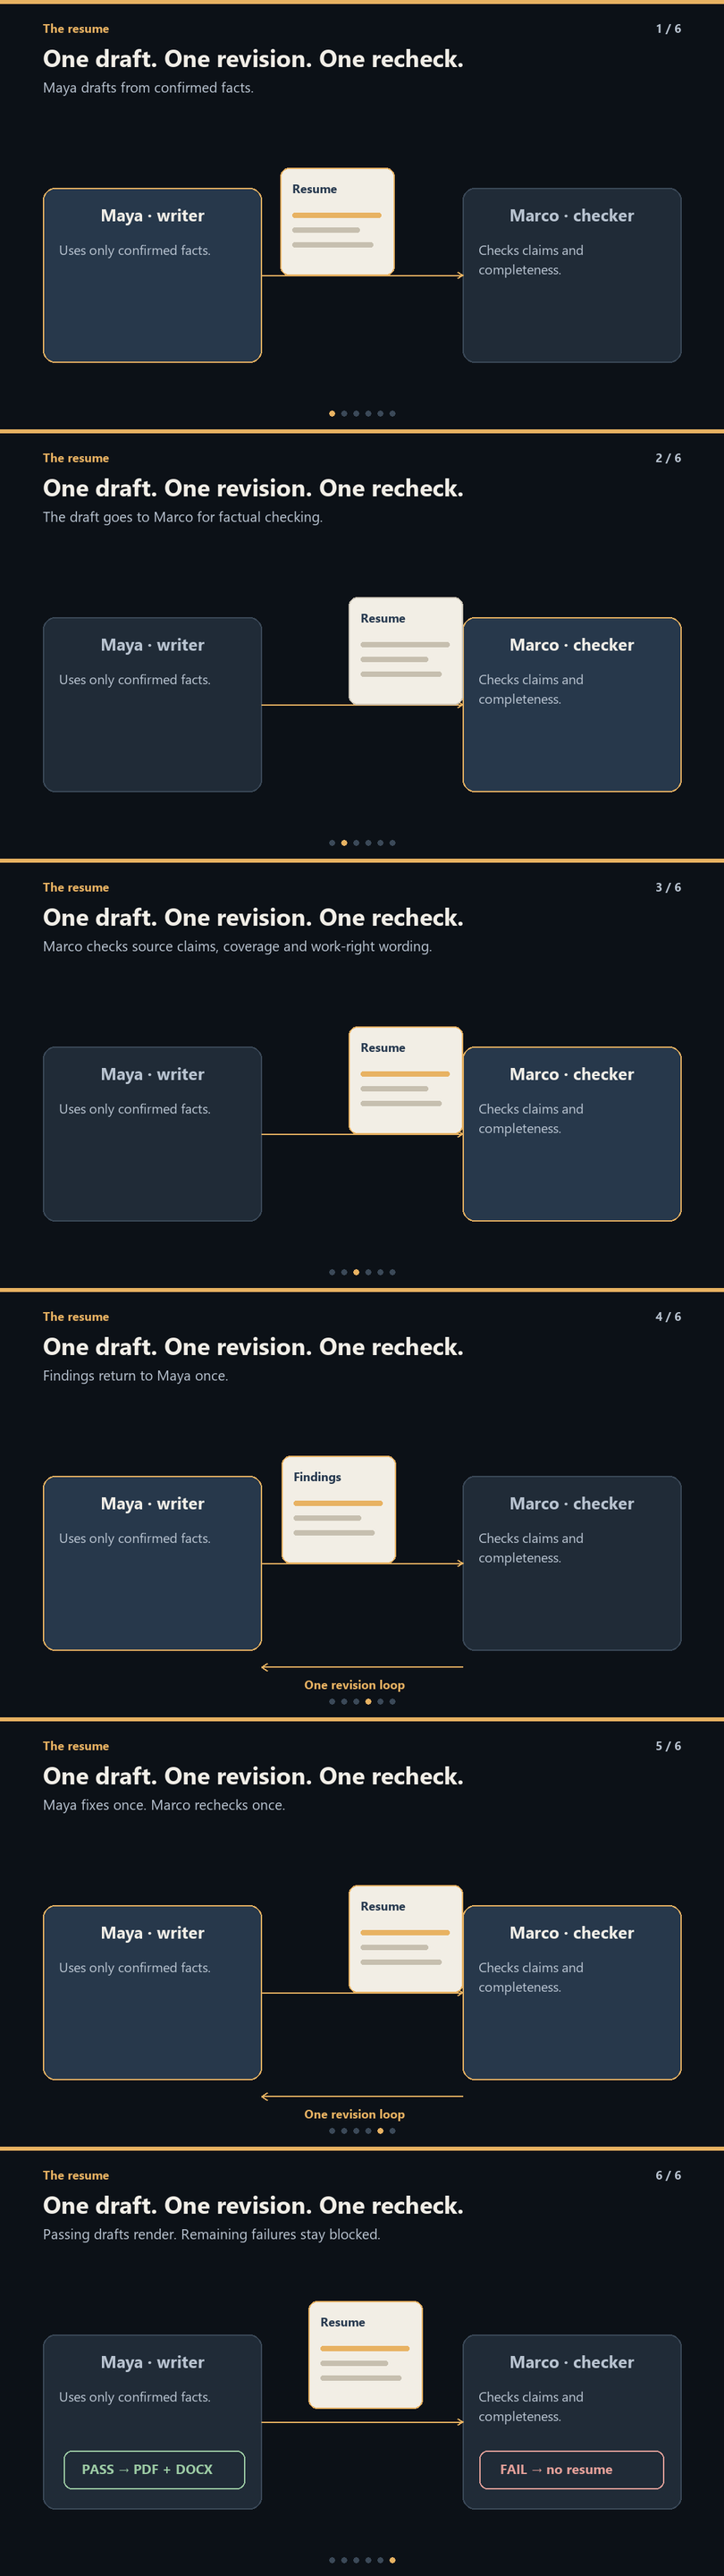 The resume
1 / 6
One draft. One revision. One recheck.
Maya drafts from confirmed facts.
Resume
Maya · writer
Uses only confirmed facts.
Marco · checker
Checks claims and
completeness.
The resume
2 / 6
One draft. One revision. One recheck.
The draft goes to Marco for factual checking.
Resume
Maya · writer
Uses only confirmed facts.
Marco · checker
Checks claims and
completeness.
The resume
3 / 6
One draft. One revision. One recheck.
Marco checks source claims, coverage and work-right wording.
Resume
Maya · writer
Uses only confirmed facts.
Marco · checker
Checks claims and
completeness.
The resume
4 / 6
One draft. One revision. One recheck.
Findings return to Maya once.
Findings
Maya · writer
Uses only confirmed facts.
Marco · checker
Checks claims and
completeness.
One revision loop
The resume
5 / 6
One draft. One revision. One recheck.
Maya fixes once. Marco rechecks once.
Resume
Maya · writer
Uses only confirmed facts.
Marco · checker
Checks claims and
completeness.
One revision loop
The resume
6 / 6
One draft. One revision. One recheck.
Passing drafts render. Remaining failures stay blocked.
Resume
Maya · writer
Uses only confirmed facts.
PASS → PDF + DOCX
Marco · checker
Checks claims and
completeness.
FAIL → no resume